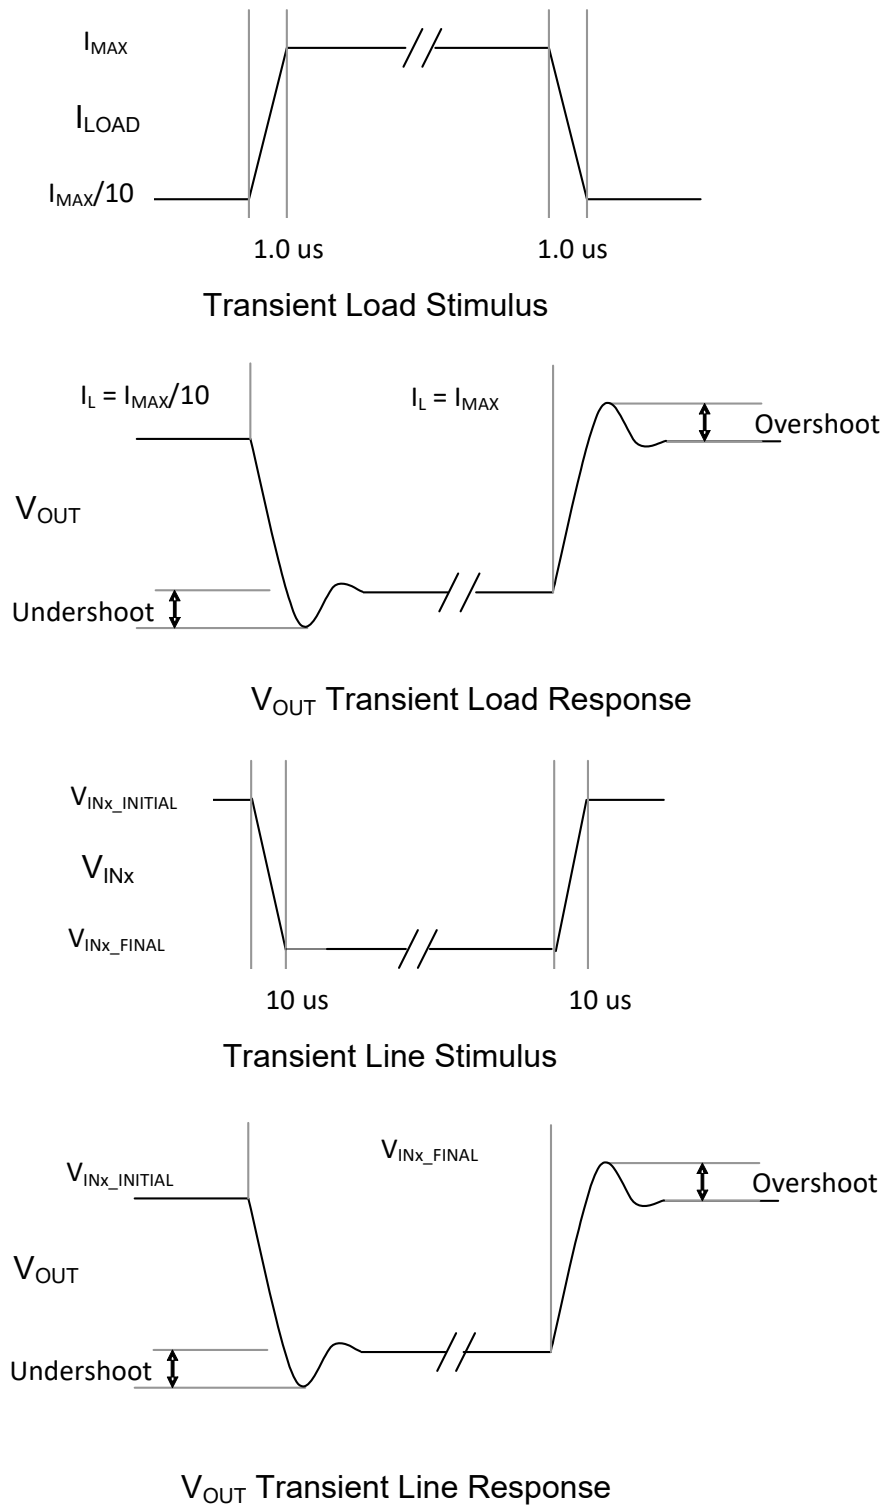 IMAX
ILOAD
IMAX/10
1.0 us
1.0 us
Transient Load Stimulus
IL = IMAX/10
IL = IMAX
Overshoot
VOUT
Undershoot
VOUT Transient Load Response
VINx_INITIAL
VINx
VINx_FINAL
10 us
10 us
Transient Line Stimulus
VINx_INITIAL
VINx_FINAL
Overshoot
VOUT
Undershoot
VOUT Transient Line Response